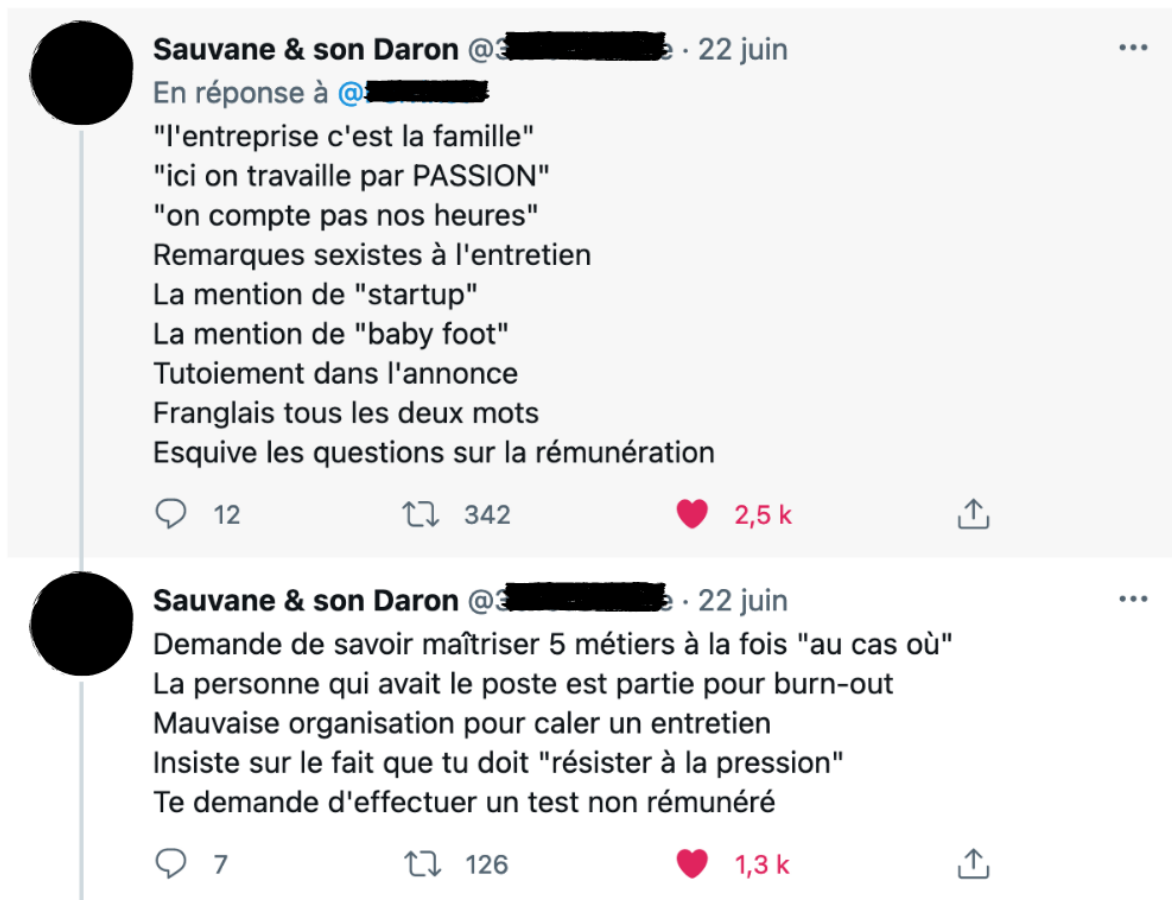 Sauvane & son Daron @3 e · 22 juin
En réponse à @
"l'entreprise c'est la famille"
"ici on travaille par PASSION"
"on compte pas nos heures"
Remarques sexistes à l'entretien
La mention de "startup"
La mention de "baby foot"
Tutoiement dans l'annonce
Franglais tous les deux mots
Esquive les questions sur la rémunération
12 342 2,5 k
Sauvane & son Daron @3 e · 22 juin
Demande de savoir maîtriser 5 métiers à la fois "au cas où"
La personne qui avait le poste est partie pour burn-out
Mauvaise organisation pour caler un entretien
Insiste sur le fait que tu doit "résister à la pression"
Te demande d'effectuer un test non rémunéré
7 126 1,3 k